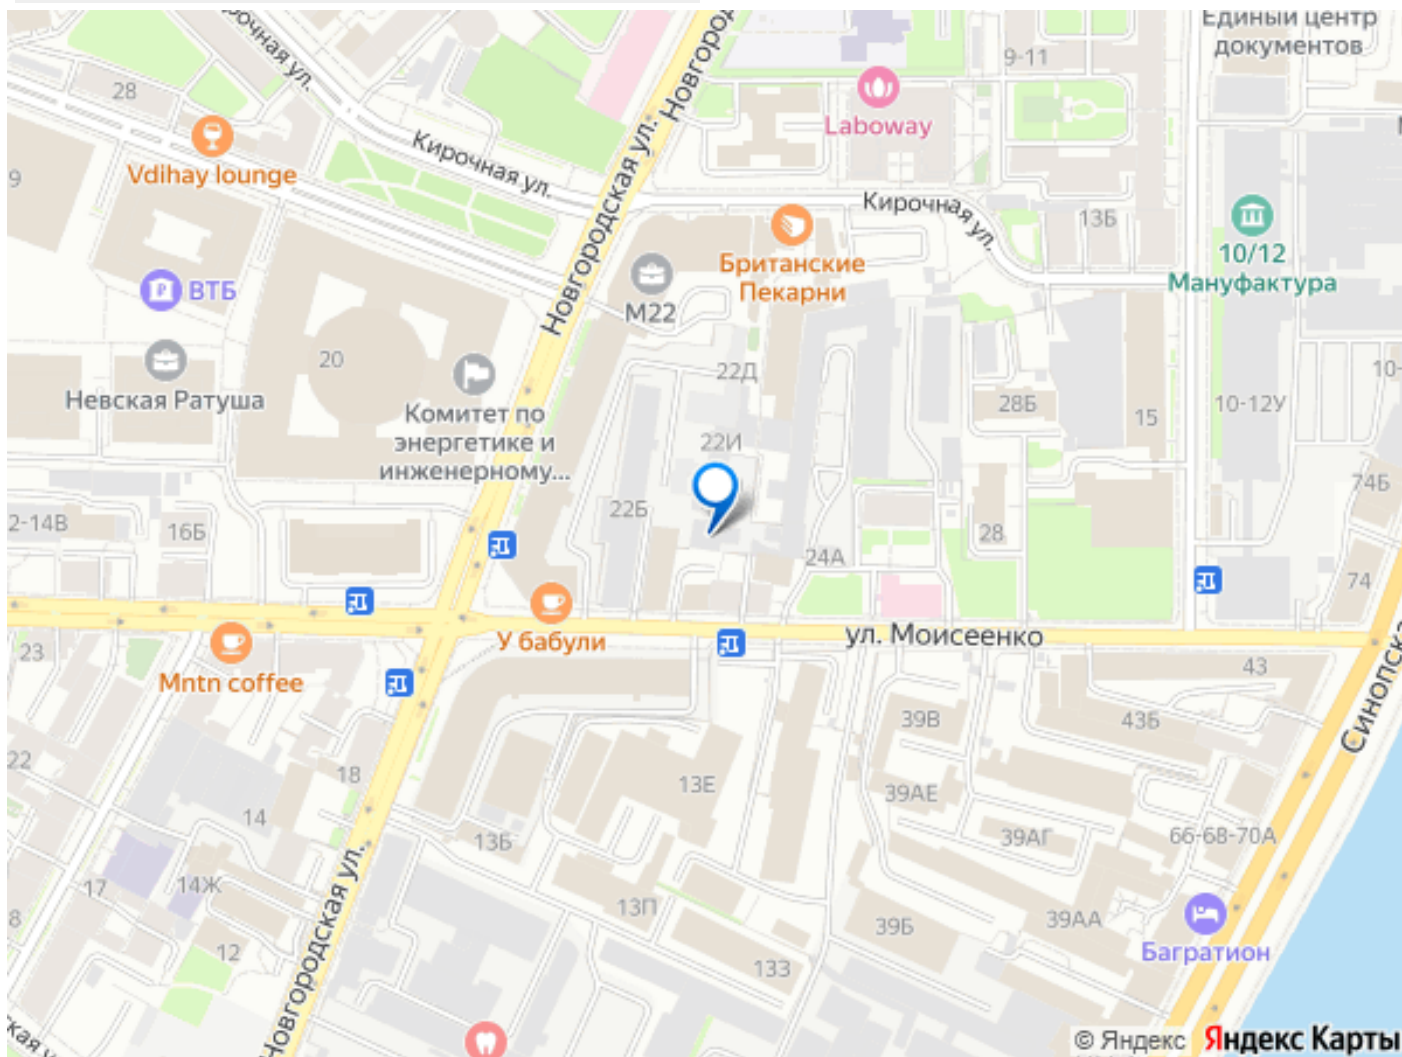 Кирочная ул.
28
Vdihay lounge
9
ВТБ
Невская Ратуша
20
Комитет по
энергетике и
инженерному...
Кирочная ул.
Новгородская ул.
Новгород
Laboway
9-11
Единый центр
документов
Кирочная ул.
13Б
10/12
Мануфактура
Британские
Пекарни
М22
22Д
22И
22Б
24А
28Б
15
10-12У
10-
74Б
28
74
2-14В
16Б
У бабули
ул. Моисеенко
23
Mntn coffee
43
Синопска
22
18
14
13Б
13Е
39В
43Б
39АЕ
39АГ
66-68-70А
17
14Ж
8
12
Новгородская ул.
13П
133
39Б
39АА
Багратион
ская у
© Яндекс Яндекс Карты